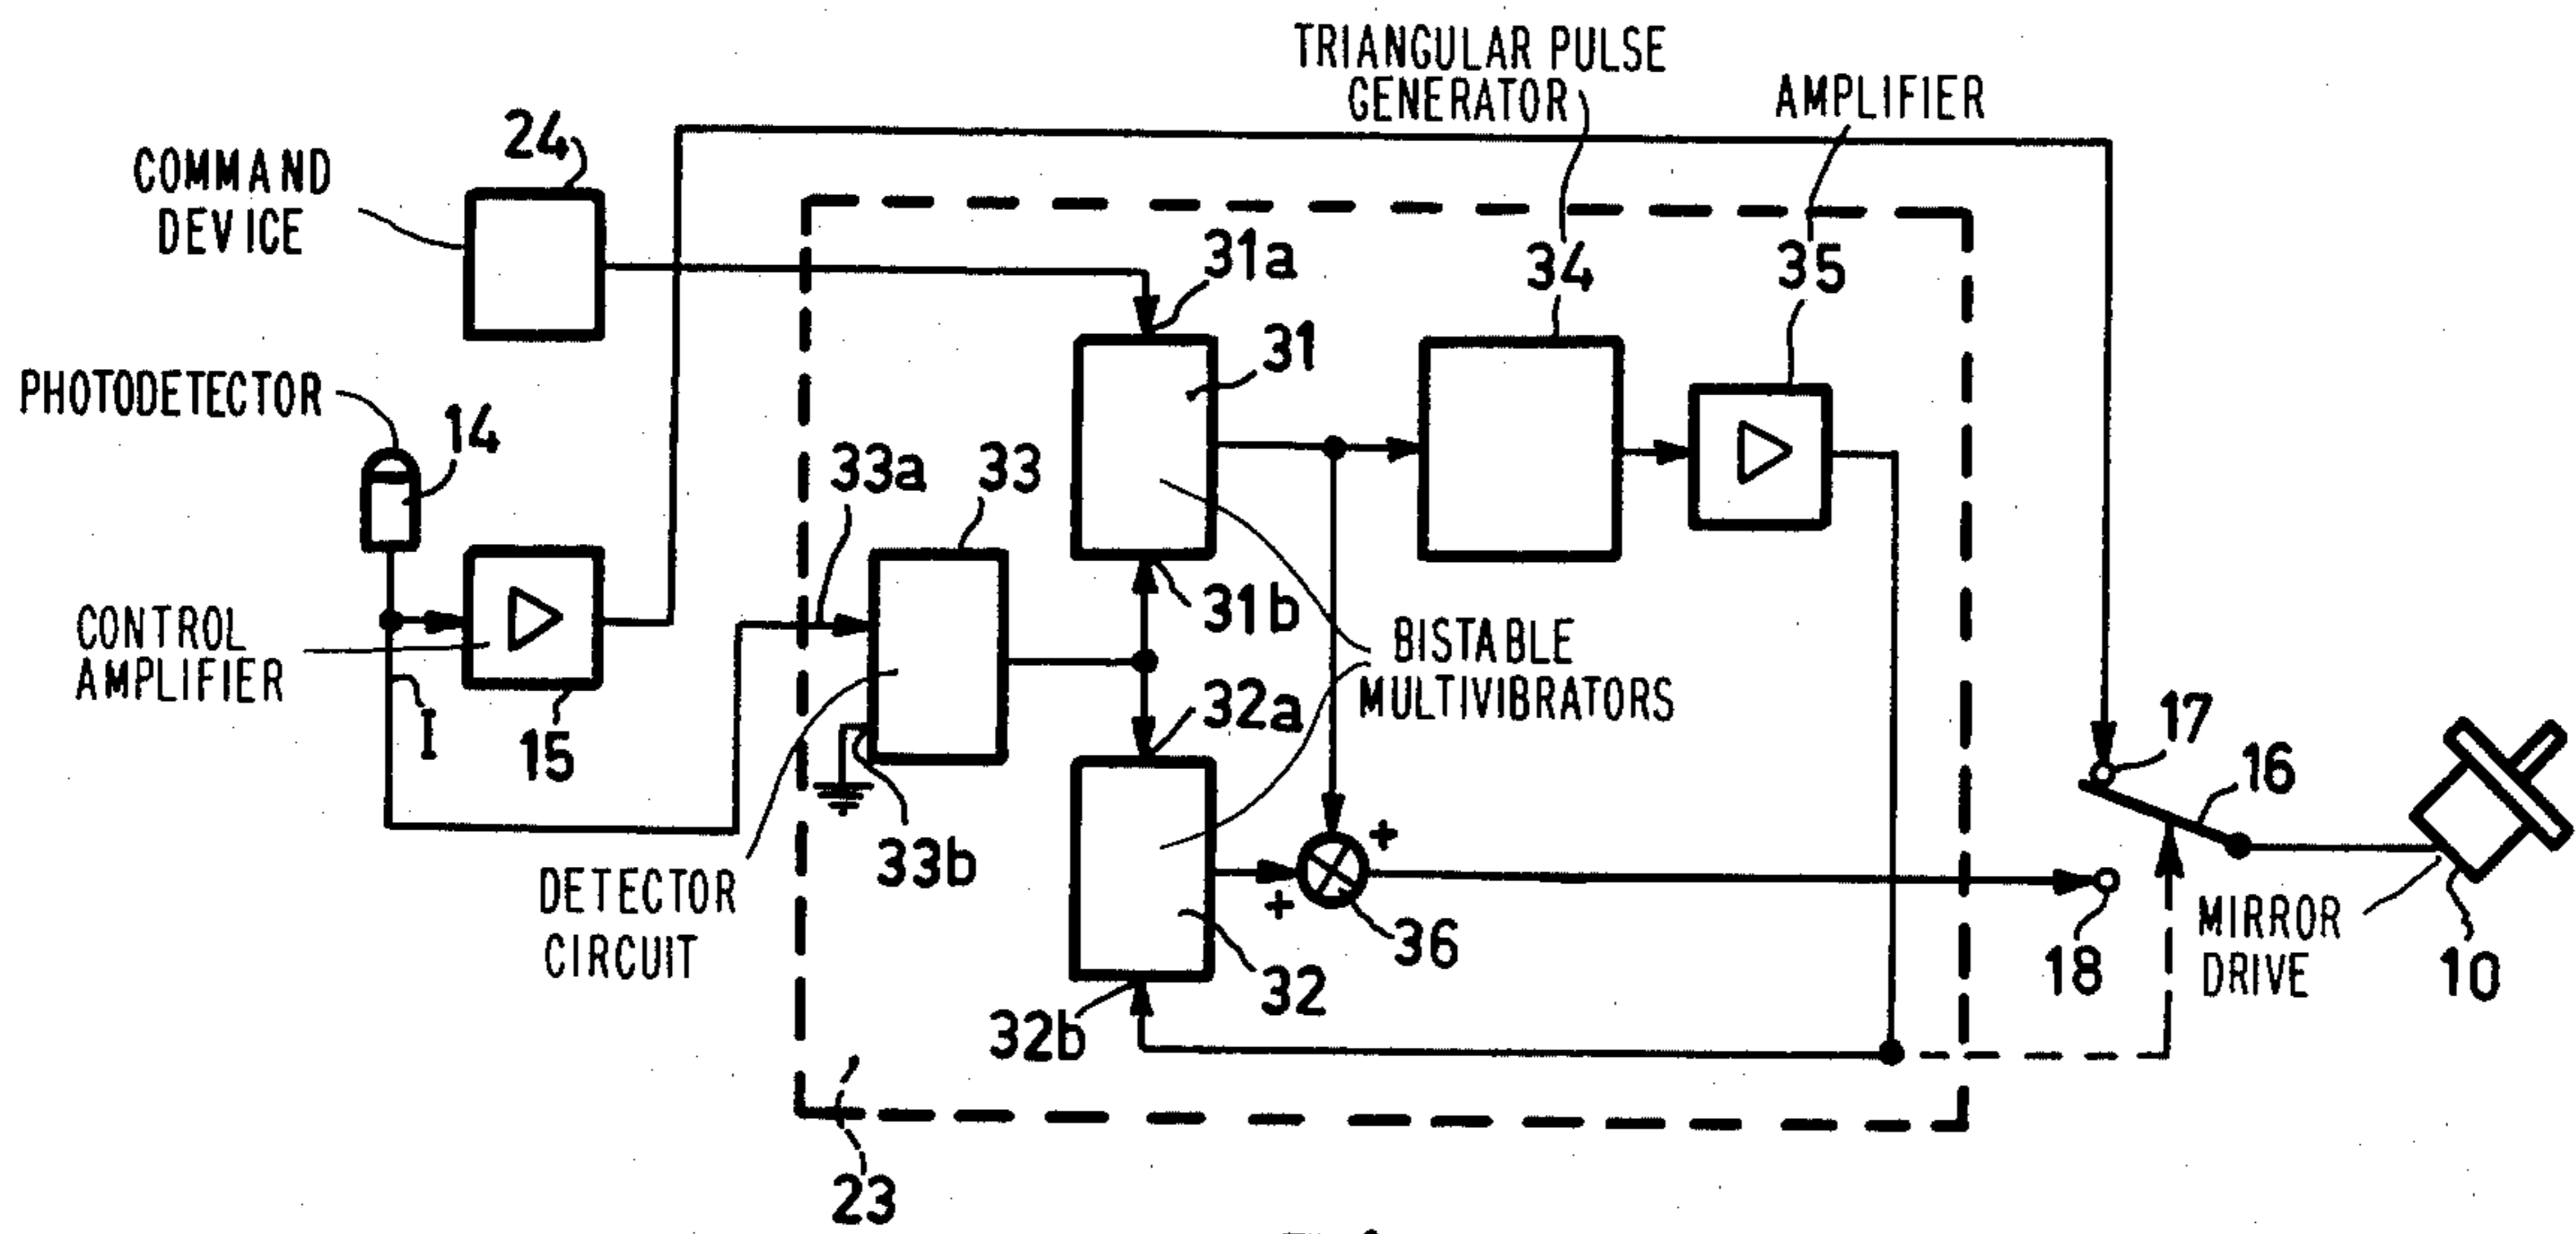 TRIANGULAR PULSE
GENERATOR
AMPLIFIER
24
COMMAND
DEVICE
31a
34
35
31
PHOTODETECTOR
14
33a
33
31b
CONTROL
AMPLIFIER
BISTABLE
MULTIVIBRATORS
32a
I
15
17
16
33b
DETECTOR
CIRCUIT
+
+
36
32
18
MIRROR
DRIVE
10
32b
23